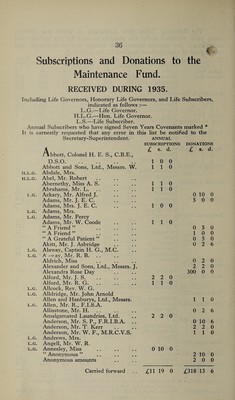 36
Subscriptions and Donations to the
Maintenance Fund.
RECEIVED DURING 1935.
Including Life Governors, Honorary Life Governors, and Life Subscribers,
indicated as follows :—
L.G.—Life Governor.
H.L.G.—Hon. Life Governor.
L.S.—Life Subscriber.
Annual Subscribers who have signed Seven Years Covenants marked *
It is earnestly requested that any error in this list be notified to the
Secretary-Superintendent.
ANNUAL
SUBSCRIPTIONS DONATIONS
£ s. d. £ s. d.
Abbott, Colonel H. E. S., C.B.E.,
D.S.O. .. .. .. 1 0 0
Abbott and Sons, Ltd., Messrs. W. 1 1 0
H.L.G. Abdale, Mrs.
H.L.G. Abel, Mr. Robert
Abernethy, Miss A. S. .. 1 1 0
Abrahams, Mr. L. .. .. 1 1 0
L.G. Ackary, Mr. Alfred J. .. 0 10 0
Adams, Mr. J. E. C. .. 5 0 0
Adams, Mrs. J. E. C. .. 1 0 0
L.G. Adams, Mrs.
L.G. Adams, Mr. Percy
Adams, Mr. W. Coode .. 1 1 0
" A Friend " .. .. 0 5 0
" A Friend " .. .. 1 0 0
" A Grateful Patient " .. 0 5 0
Akitt, Mr. J. Asbridge .. 0 2 6
L.G. Aleway, Captain H. G., M.C.
L.G. Mr. R. B. ..
Aldrich, Miss .. .. 0 2 0
Alexander and Sons, Ltd., Messrs. J. 2 2 0
Alexandra Rose Day .. 300 0 0
Alford, Mr. J. S. .. .. 2 2 0
Alford, Mr. R. G. .. .. 1 1 0
L.G. Allcock, Rev. W. G.
L.G. Alldridge, Mr. John Arnold
Allen and Hanburys, Ltd., Messrs. 1 1 0
L.G. Allen, Mr. R., F.I.B.A.
Allistone, Mr. H. .. .. 0 2 6
Amalgamated Laundries, Ltd. 2 2 0
Anderson, Mr. S. P., F.R.I.B.A. 0 10 6
Anderson, Mr. T. Kerr .. 2 2 0
Anderson, Mr. W. F., M.R.C.V.S. 1 1 0
L.G. Andrews, Mrs.
L.G. Angell, Mr. W. R.
L.G. Annesley, Miss .. .. 0 10 0
" Anonymous " .. .. 2 10 0
Anonymous amounts .. 2 0 0
Carried forward .. £11 19 0 £318 13 6